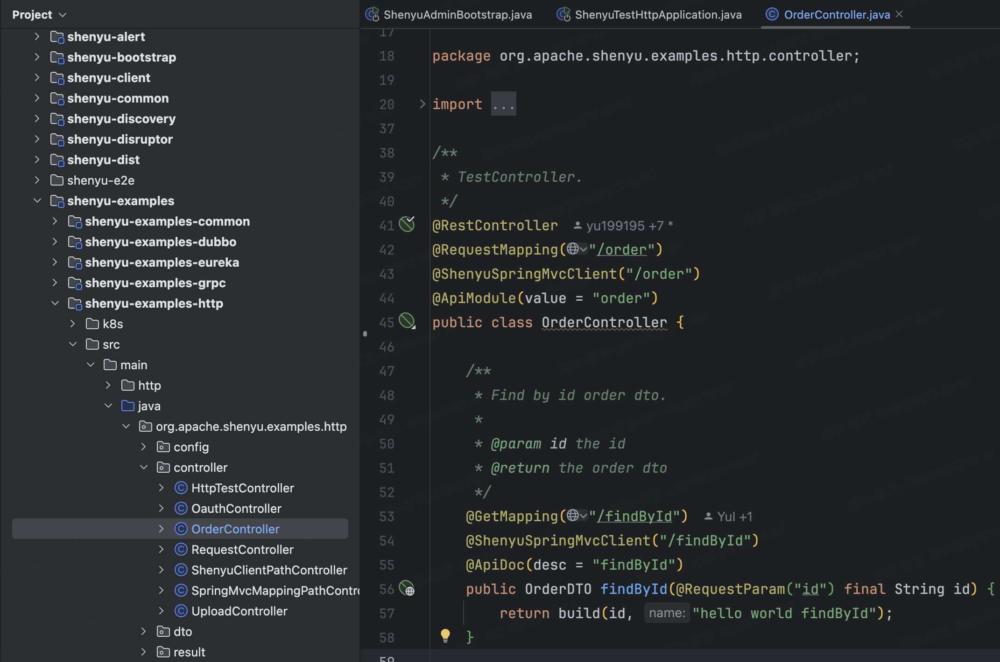 Project
shenyu-alert
shenyu-bootstrap
shenyu-client
shenyu-common
shenyu-discovery
shenyu-disruptor
shenyu-dist
shenyu-e2e
shenyu-examples
shenyu-examples-common
shenyu-examples-dubbo
shenyu-examples-eureka
shenyu-examples-grpc
shenyu-examples-http
k8s
src
main
http
java
org.apache.shenyu.examples.http
config
controller
HttpTestController
OauthController
OrderController
RequestController
ShenyuClientPathController
SpringMvcMappingPathContro
UploadController
dto
result
ShenyuAdminBootstrap.java ShenyuTestHttpApplication.java OrderController.java
17
18 package org.apache.shenyu.examples.http.controller;
19
20 import ...
37
38 /**
39 * TestController.
40 */
41 @RestController yu199195 +7 *
42 @RequestMapping("/order")
43 @ShenyuSpringMvcClient("/order")
44 @ApiModule(value = "order")
45 public class OrderController {
46
47 /**
48 * Find by id order dto.
49 *
50 * @param id the id
51 * @return the order dto
52 */
53 @GetMapping("/findById") Yul +1
54 @ShenyuSpringMvcClient("/findById")
55 @ApiDoc(desc = "findById")
56 public OrderDTO findById(@RequestParam("id") final String id) {
57 return build(id, name: "hello world findById");
58 }
59